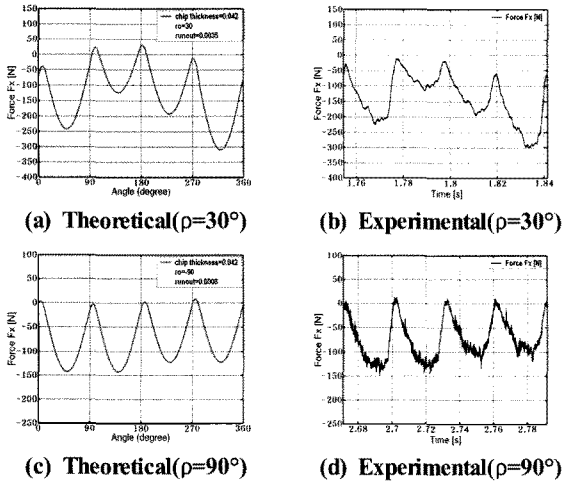 chip thickness=0.042
ro=30
runout=0.0035
Force Fx [N]
100
50
0
-50
-100
-150
-200
-250
-300
-350
-400
0
90
180
270
360
Angle (degree)
(a) Theoretical(ρ=30°)
Force Fx [N]
Force Fx [N]
100
50
0
-50
-100
-150
-200
-250
-300
-350
-400
1.76
1.78
1.8
1.82
1.84
Time [s]
(b) Experimental(ρ=30°)
chip thickness=0.042
ro=-90
runout=0.0008
Force Fx [N]
100
50
0
-50
-100
-150
-200
-250
0
90
180
270
360
Angle (degree)
(c) Theoretical(ρ=90°)
Force Fx [N]
Force Fx [N]
100
50
0
-50
-100
-150
-200
-250
2.68
2.7
2.72
2.74
2.76
2.78
Time [s]
(d) Experimental(ρ=90°)